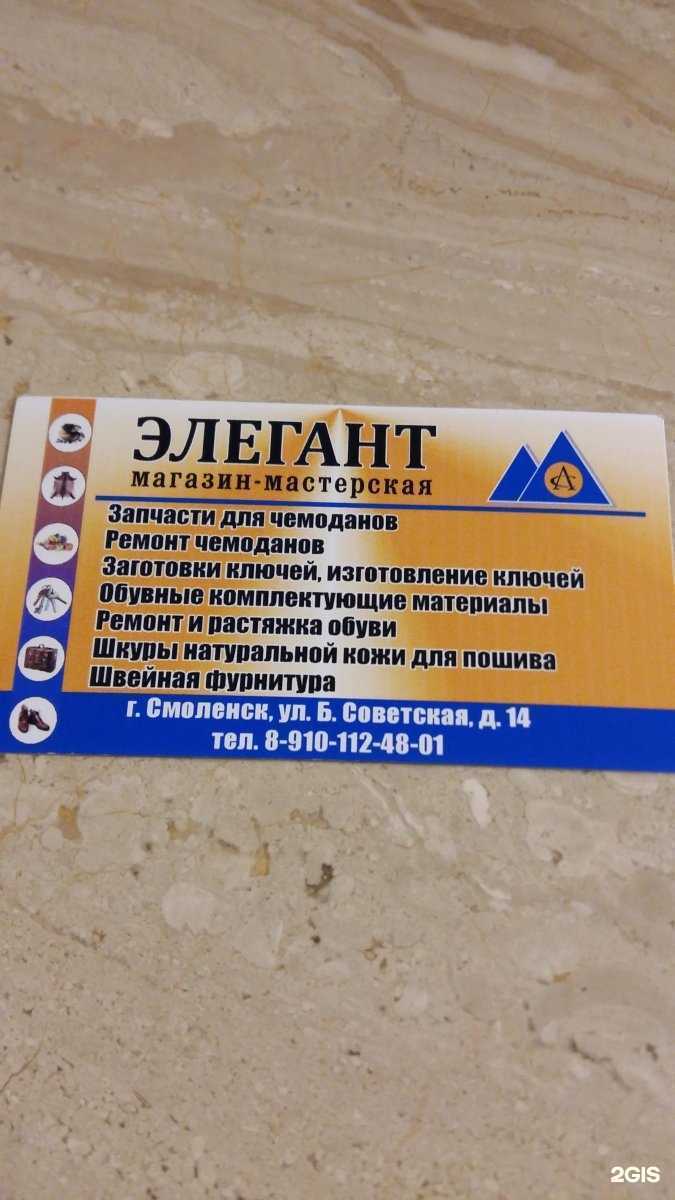 ЭЛЕГАНТ
магазин-мастерская
Запчасти для чемоданов
Ремонт чемоданов
Заготовки ключей, изготовление ключей
Обувные комплектующие материалы
Ремонт и растяжка обуви
Шкуры натуральной кожи для пошива
Швейная фурнитура
г. Смоленск, ул. Б. Советская, д. 14
тел. 8-910-112-48-01
2GIS